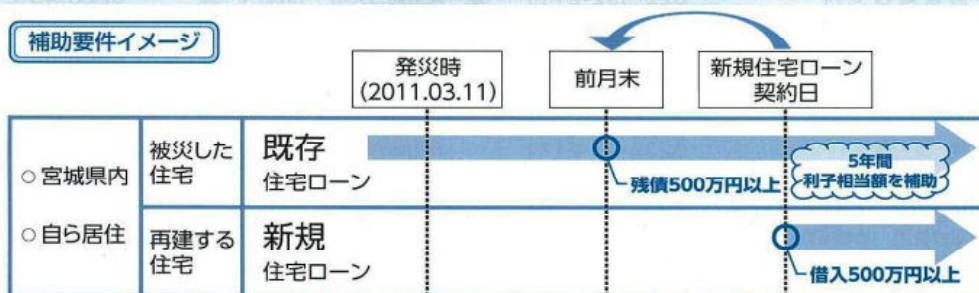 補助要件イメージ
発災時
(2011.03.11)
前月末
新規住宅ローン
契約日
○宮城県内
○自ら居住
被災した
住宅
既存
住宅ローン
残債500万円以上
5年間
利子相当額を補助
再建する
住宅
新規
住宅ローン
借入500万円以上